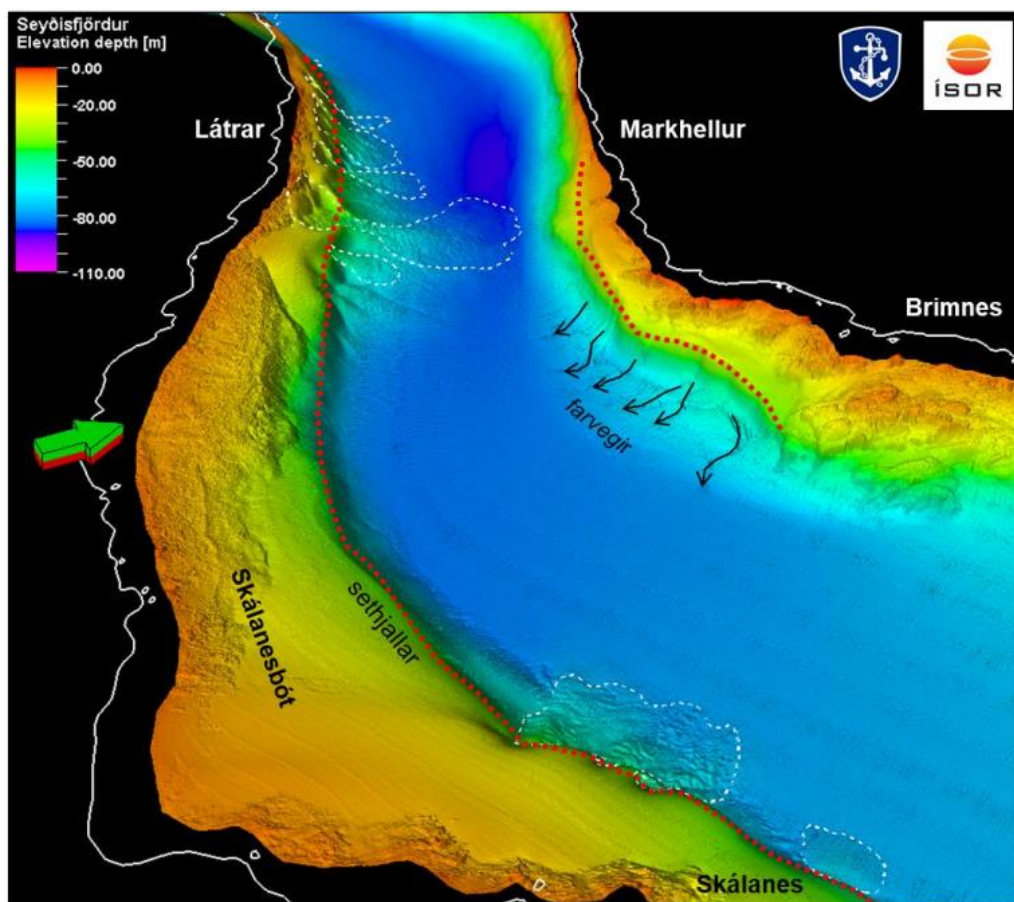 Seyðisfjördur
Elevation depth [m]
0.00
-20.00
-50.00
-80.00
-110.00
ÍSOR
Látrar
Markhellur
Brimnes
farvegir
Skálanesbót
sethjallar
Skálanes